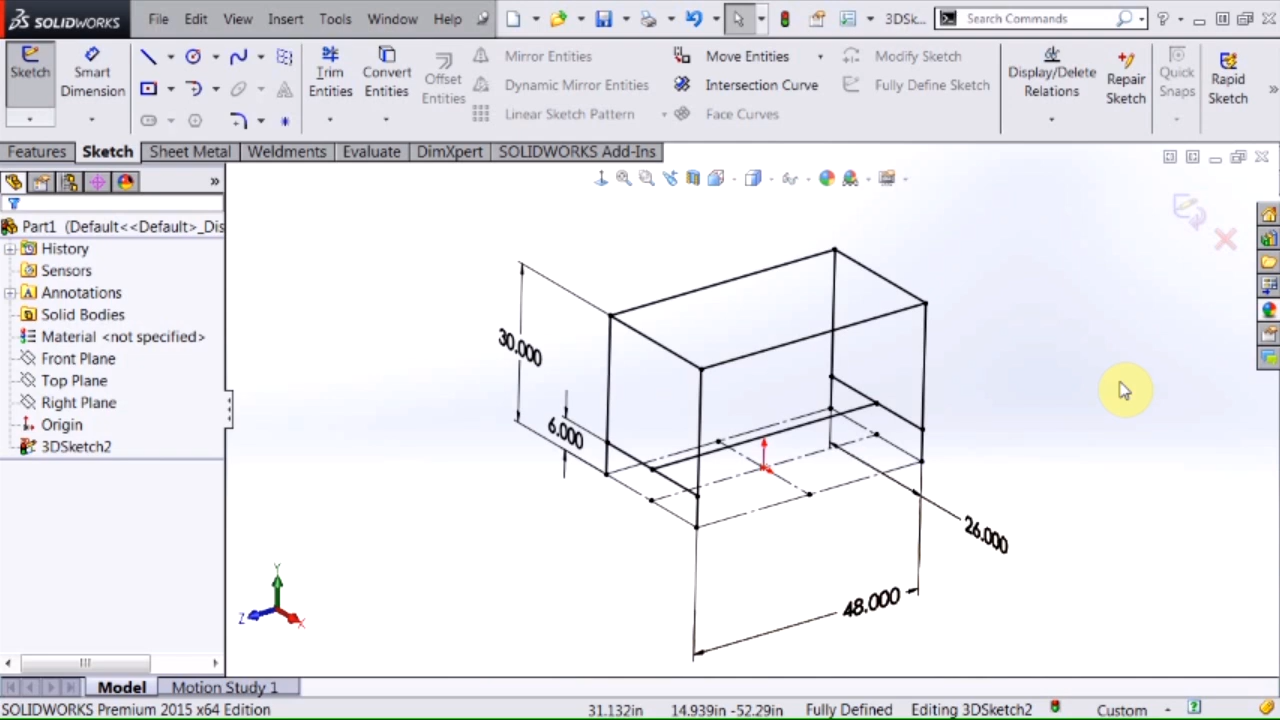 SOLIDWORKS File Edit View Insert Tools Window Help 3DSk... Search Commands
Sketch Smart Dimension Trim Entities Convert Entities Offset Entities Mirror Entities Move Entities Modify Sketch Display/Delete Relations Repair Sketch Quick Snaps Rapid Sketch
Dynamic Mirror Entities Intersection Curve Fully Define Sketch
Linear Sketch Pattern Face Curves
Features Sketch Sheet Metal Weldments Evaluate DimXpert SOLIDWORKS Add-Ins
Part1 (Default<<Default>_Dis
History
Sensors
Annotations
Solid Bodies
Material <not specified>
Front Plane
Top Plane
Right Plane
Origin
3DSketch2
30.000
6.000
26.000
48.000
Y
Z X
Model Motion Study 1
SOLIDWORKS Premium 2015 x64 Edition 31.132in 14.939in -52.29in Fully Defined Editing 3DSketch2 Custom